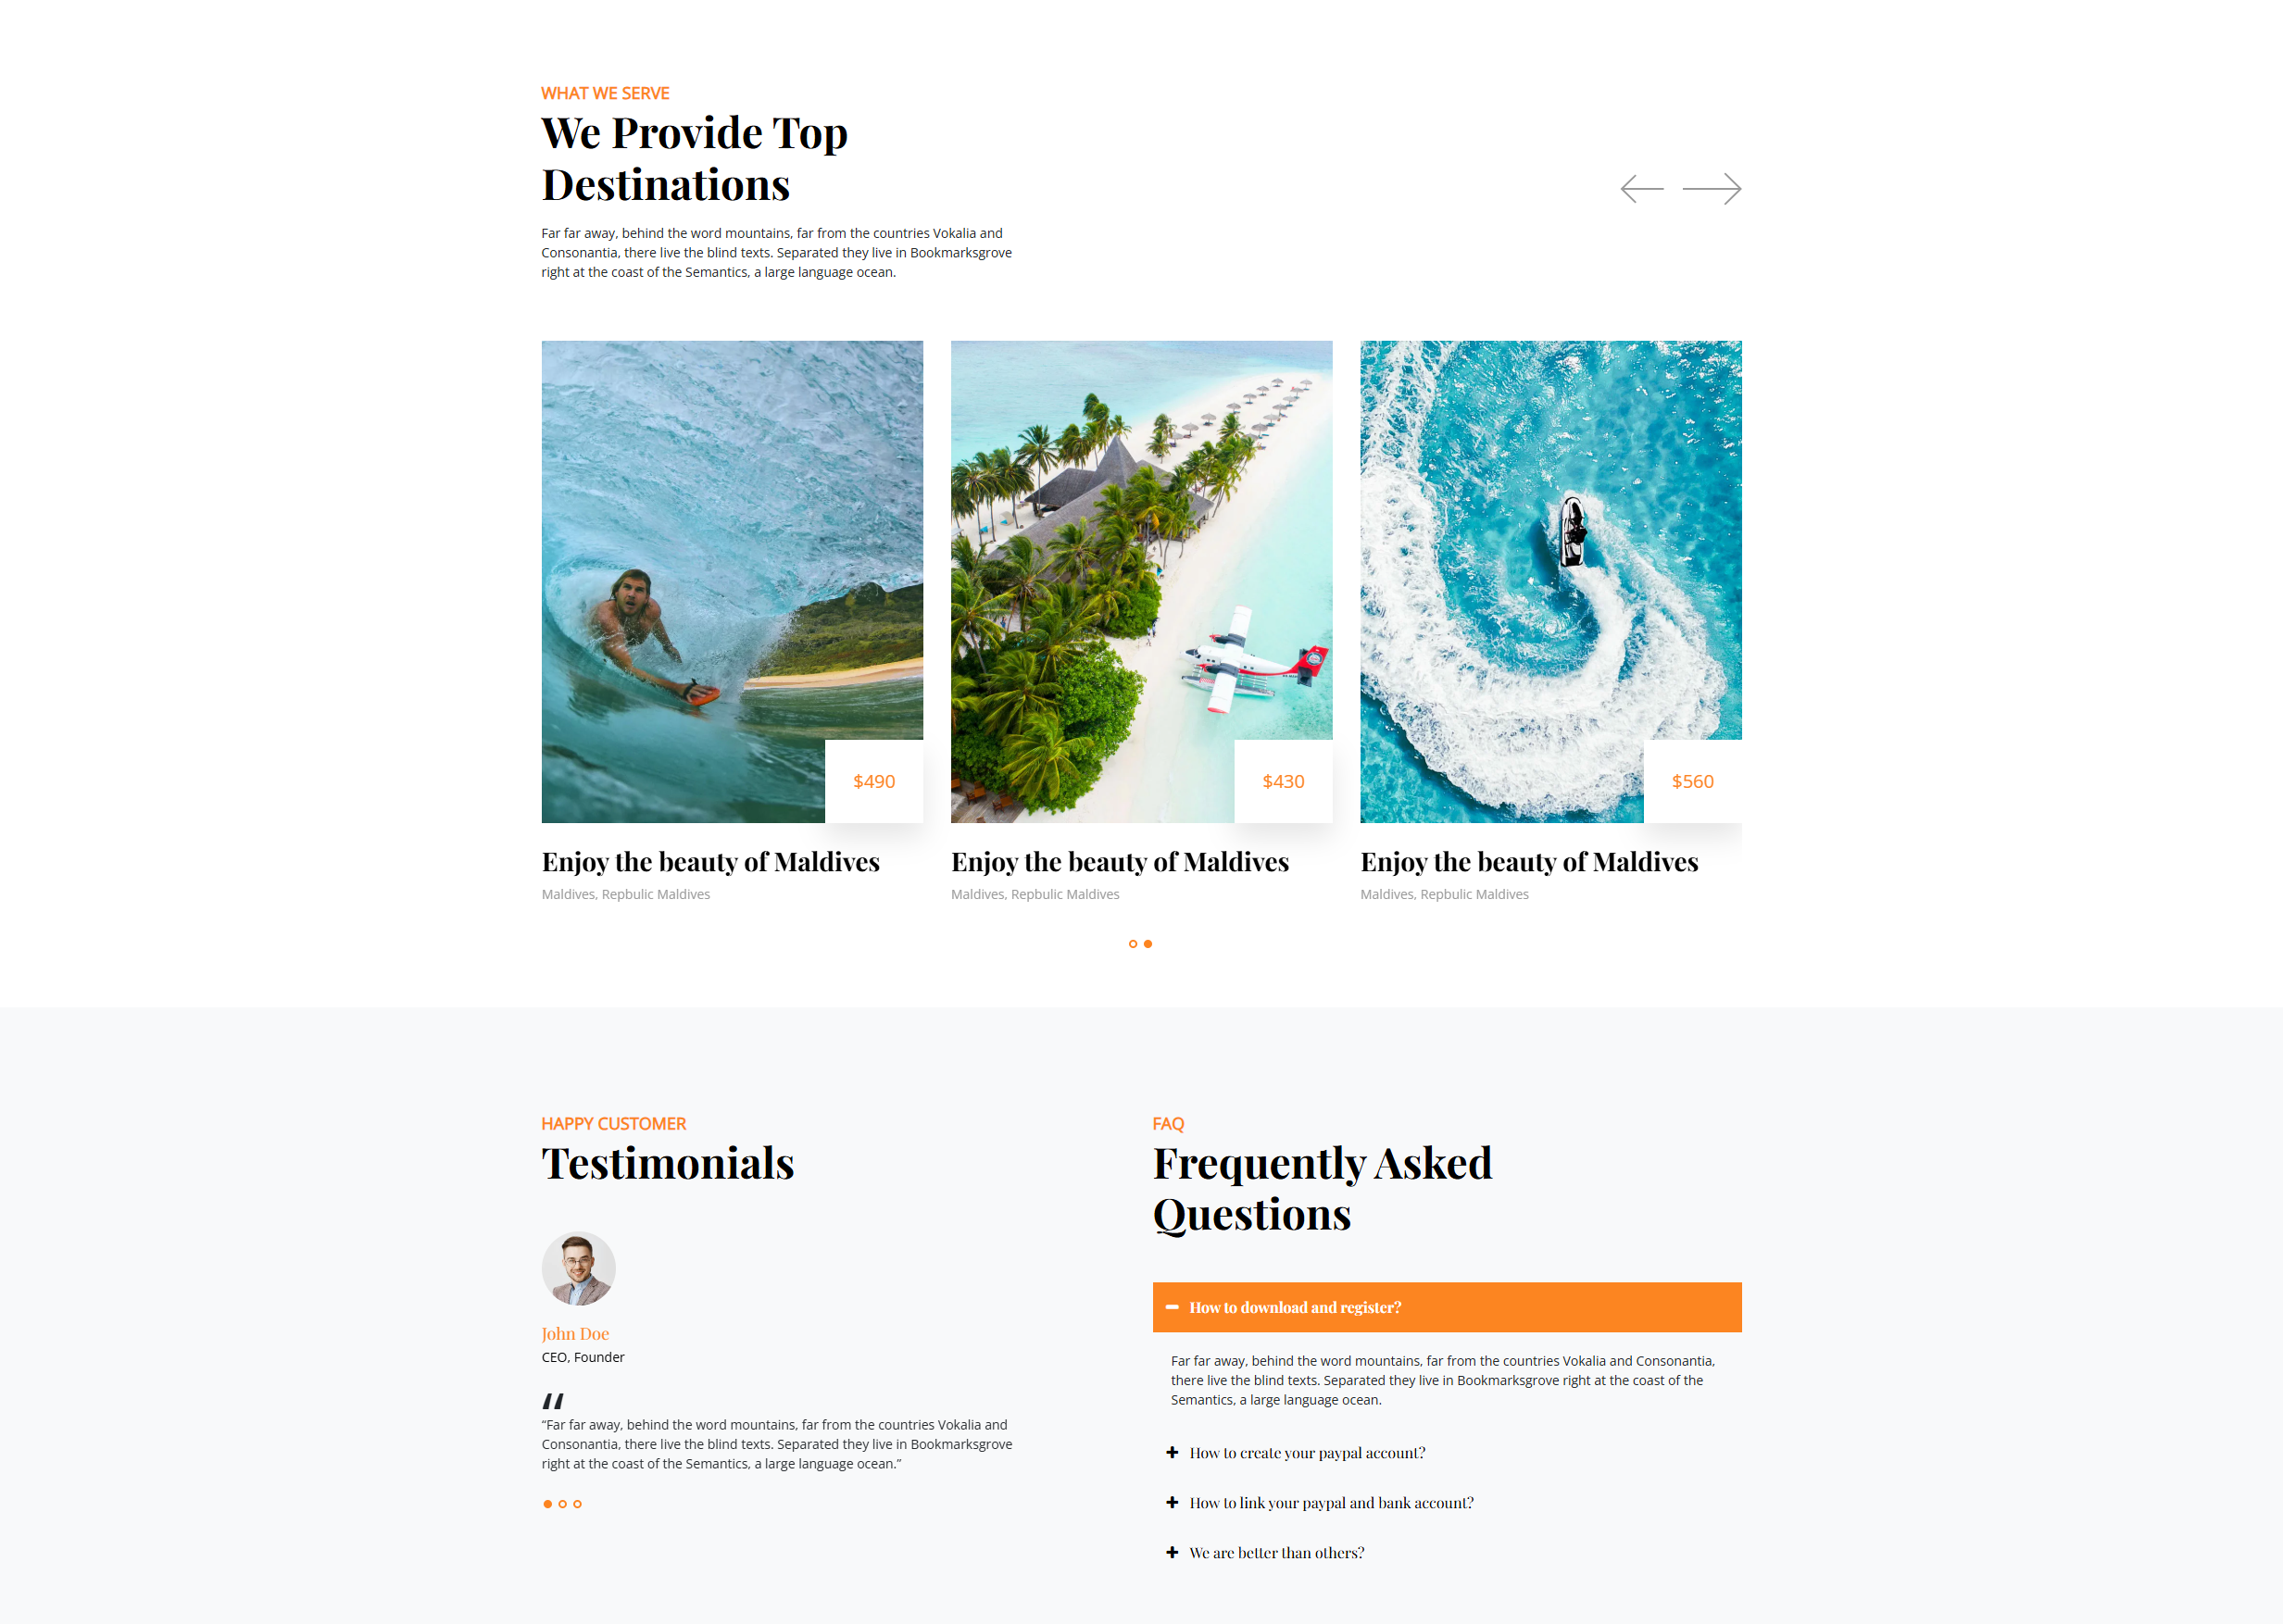 WHAT WE SERVE
We Provide Top
Destinations
Far far away, behind the word mountains, far from the countries Vokalia and
Consonantia, there live the blind texts. Separated they live in Bookmarksgrove
right at the coast of the Semantics, a large language ocean.
$490
$430
$560
Enjoy the beauty of Maldives
Maldives, Repbulic Maldives
Enjoy the beauty of Maldives
Maldives, Repbulic Maldives
Enjoy the beauty of Maldives
Maldives, Repbulic Maldives
HAPPY CUSTOMER
Testimonials
John Doe
CEO, Founder
“
“Far far away, behind the word mountains, far from the countries Vokalia and
Consonantia, there live the blind texts. Separated they live in Bookmarksgrove
right at the coast of the Semantics, a large language ocean.”
FAQ
Frequently Asked
Questions
How to download and register?
Far far away, behind the word mountains, far from the countries Vokalia and Consonantia,
there live the blind texts. Separated they live in Bookmarksgrove right at the coast of the
Semantics, a large language ocean.
How to create your paypal account?
How to link your paypal and bank account?
We are better than others?